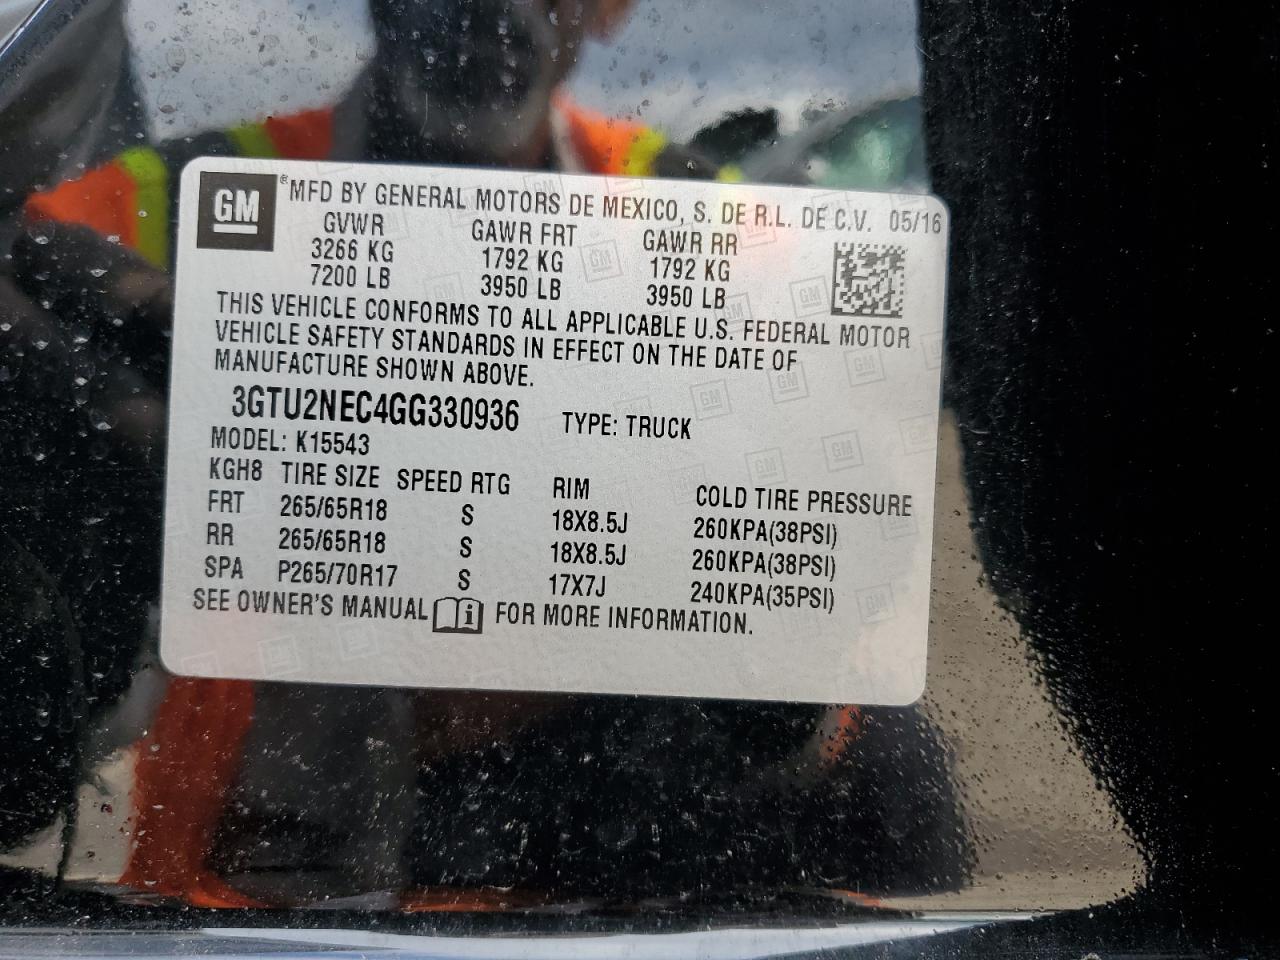 GM ®MFD BY GENERAL MOTORS DE MEXICO, S. DE R.L. DE C.V. 05/16
GVWR GAWR FRT GAWR RR
3266 KG 1792 KG 1792 KG
7200 LB 3950 LB 3950 LB
THIS VEHICLE CONFORMS TO ALL APPLICABLE U.S. FEDERAL MOTOR
VEHICLE SAFETY STANDARDS IN EFFECT ON THE DATE OF
MANUFACTURE SHOWN ABOVE.
3GTU2NEC4GG330936 TYPE: TRUCK
MODEL: K15543
KGH8 TIRE SIZE SPEED RTG RIM COLD TIRE PRESSURE
FRT 265/65R18 S 18X8.5J 260KPA(38PSI)
RR 265/65R18 S 18X8.5J 260KPA(38PSI)
SPA P265/70R17 S 17X7J 240KPA(35PSI)
SEE OWNER'S MANUAL i FOR MORE INFORMATION.